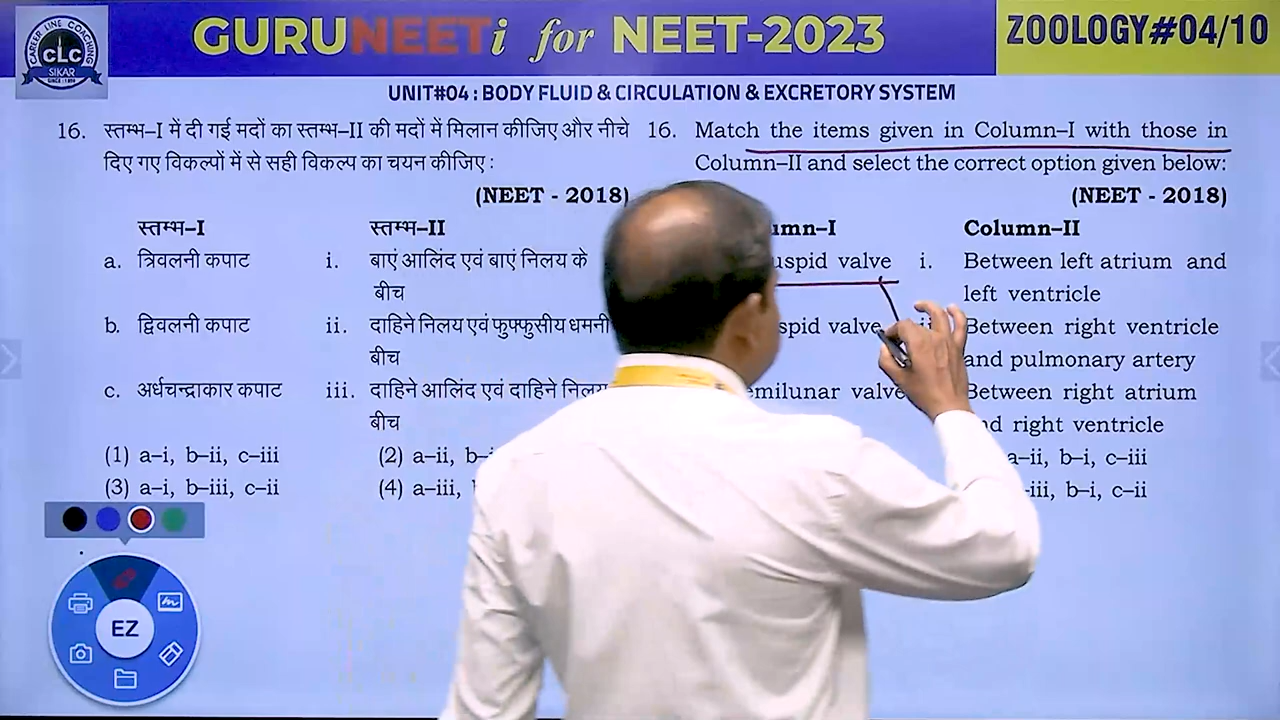 CAREER LINE COACHING
CLC
SIKAR
SINCE : 1996
GURUNEETi for NEET-2023
ZOOLOGY#04/10
UNIT#04 : BODY FLUID & CIRCULATION & EXCRETORY SYSTEM
16. स्तम्भ–I में दी गई मदों का स्तम्भ–II की मदों में मिलान कीजिए और नीचे
दिए गए विकल्पों में से सही विकल्प का चयन कीजिए :
(NEET - 2018)
स्तम्भ–I स्तम्भ–II
a. त्रिवलनी कपाट i. बाएं आलिंद एवं बाएं निलय के
बीच
b. द्विवलनी कपाट ii. दाहिने निलय एवं फुफ्फुसीय धमनी
बीच
c. अर्धचन्द्राकार कपाट iii. दाहिने आलिंद एवं दाहिने निलय
बीच
(1) a–i, b–ii, c–iii (2) a–ii, b–i
(3) a–i, b–iii, c–ii (4) a–iii,
16. Match the items given in Column–I with those in
Column–II and select the correct option given below:
(NEET - 2018)
umn–I Column–II
uspid valve i. Between left atrium and
left ventricle
spid valve ii. Between right ventricle
and pulmonary artery
emilunar valve Between right atrium
nd right ventricle
a–ii, b–i, c–iii
iii, b–i, c–ii
EZ